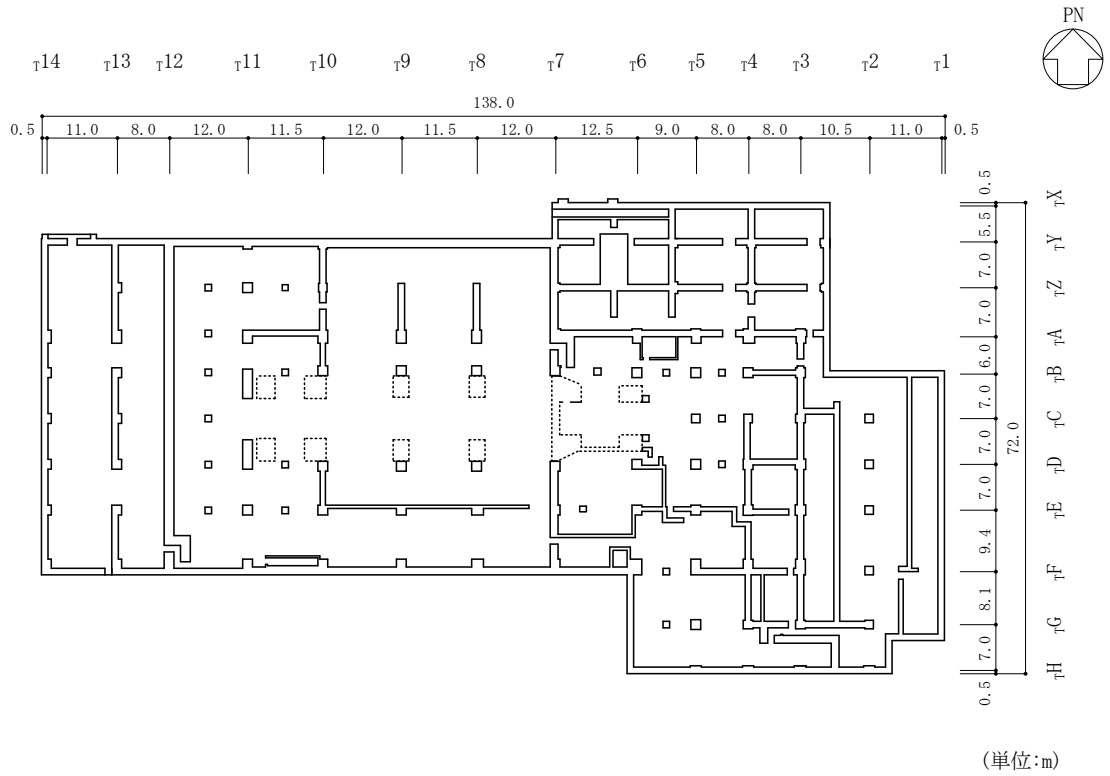 PN
T14 T13 T12 T11 T10 T9 T8 T7 T6 T5 T4 T3 T2 T1
138.0
0.5 11.0 8.0 12.0 11.5 12.0 11.5 12.0 12.5 9.0 8.0 8.0 10.5 11.0 0.5
TX
TY
TZ
TA
TB
TC
TD
TE
TF
TG
TH
0.5
5.5
7.0
7.0
6.0
7.0
7.0
7.0
9.4
8.1
7.0
0.5
72.0
(単位:m)